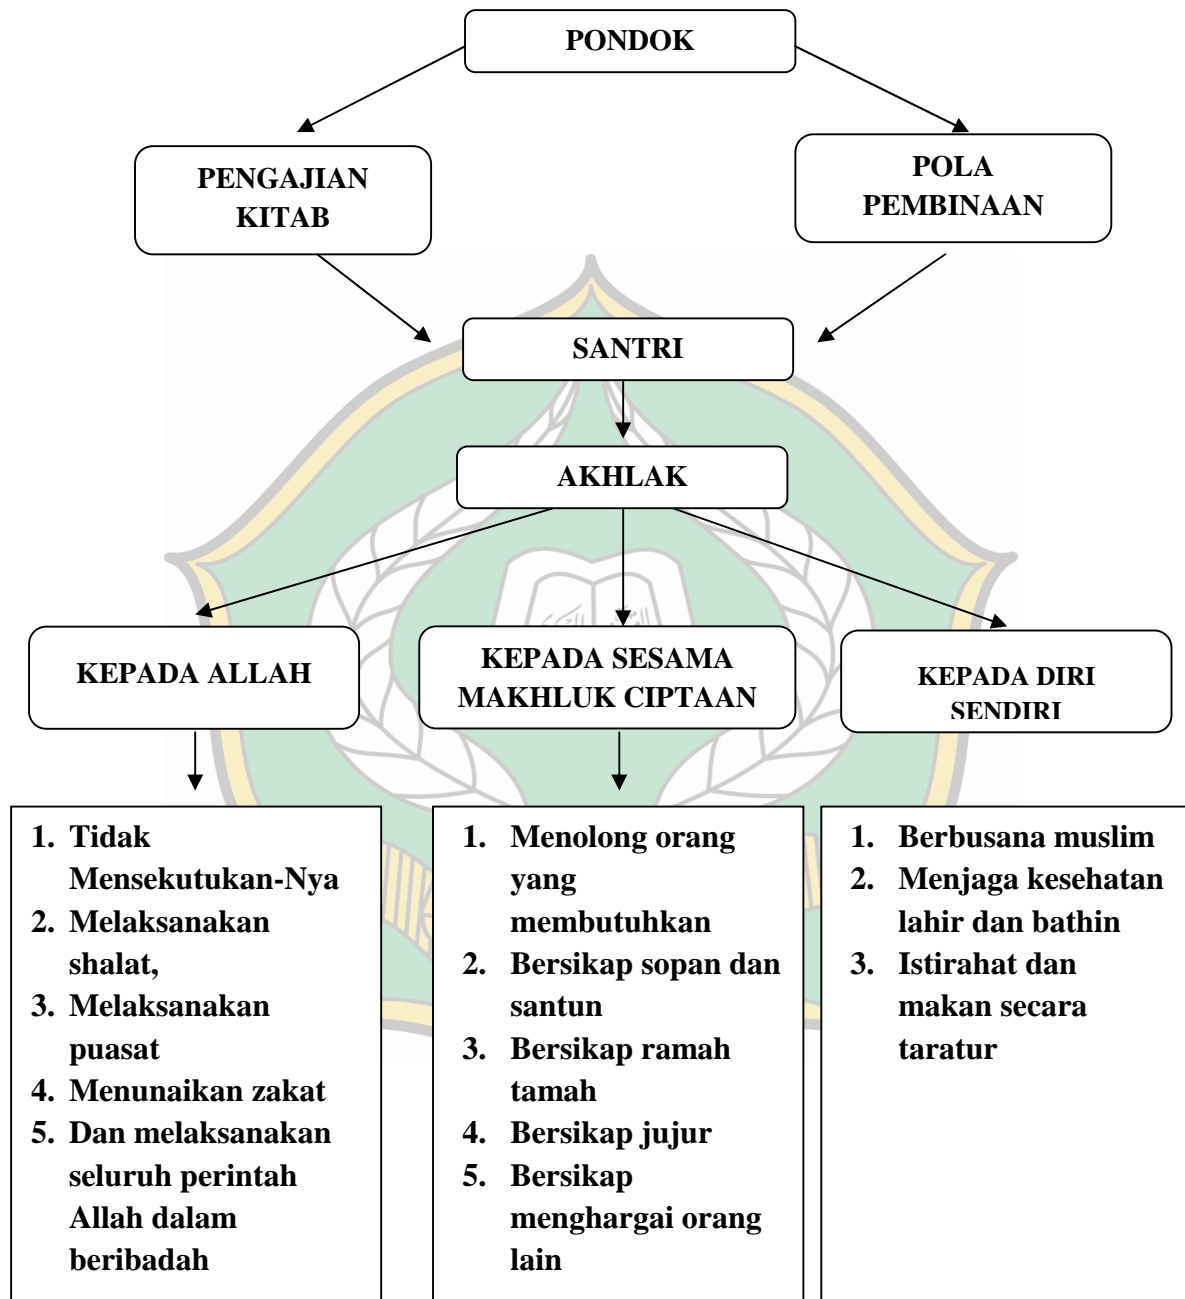 PONDOK
PENGAJIAN
KITAB
POLA
PEMBINAAN
SANTRI
AKHLAK
KEPADA ALLAH
KEPADA SESAMA
MAKHLUK CIPTAAN
KEPADA DIRI
SENDIRI
1. Tidak
Mensekutukan-Nya
2. Melaksanakan
shalat,
3. Melaksanakan
puasat
4. Menunaikan zakat
5. Dan melaksanakan
seluruh perintah
Allah dalam
beribadah
1. Menolong orang
yang
membutuhkan
2. Bersikap sopan dan
santun
3. Bersikap ramah
tamah
4. Bersikap jujur
5. Bersikap
menghargai orang
lain
1. Berbusana muslim
2. Menjaga kesehatan
lahir dan bathin
3. Istirahat dan
makan secara
taratur